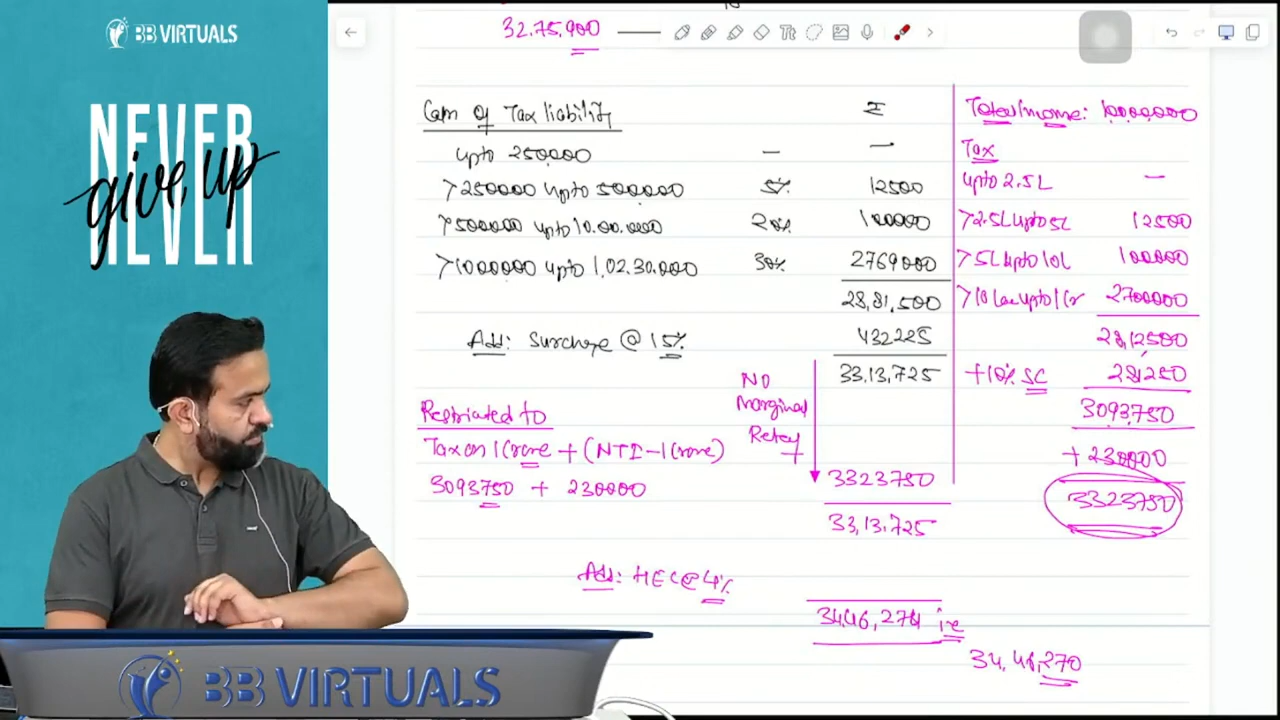 BB VIRTUALS
NEVER
give up
NEVER
32.75.900
Com of Tax liability
₹
upto 250000 — —
>250000 upto 500000 5% 12500
>500000 upto 10.00.000 20% 100000
>1000000 upto 1,02.30.000 30% 2769000
28,81,500
Add: Surcharge @ 15% 432225
33,13,725
Restricted to
Tax on 1 Crore + (NTI - 1 Crore)
3093750 + 230000
No
Marginal
Relief
3323750
33,13,725
Add: HEC @ 4%
34,46,274 i.e
34,46,270
Total Income: 10000000
Tax
upto 2.5L —
>2.5L upto 5L 12500
>5L upto 10L 100000
>10 Lac upto 1 Cr 2700000
28,12500
+10% SC 281250
3093,750
+ 230000
3323750
BB VIRTUALS